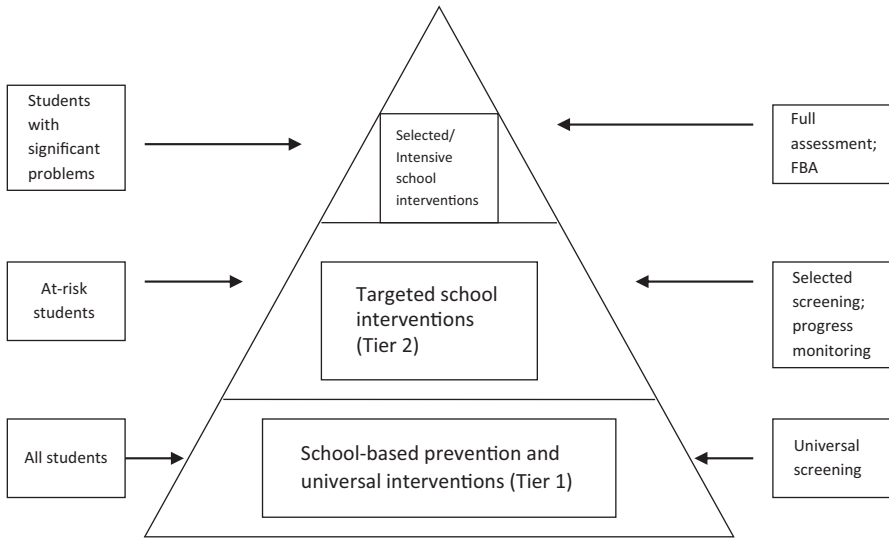 Students
with
significant
problems
Selected/
Intensive
school
interventions
Full
assessment;
FBA
At-risk
students
Targeted school
interventions
(Tier 2)
Selected
screening;
progress
monitoring
All students
School-based prevention and
universal interventions (Tier 1)
Universal
screening